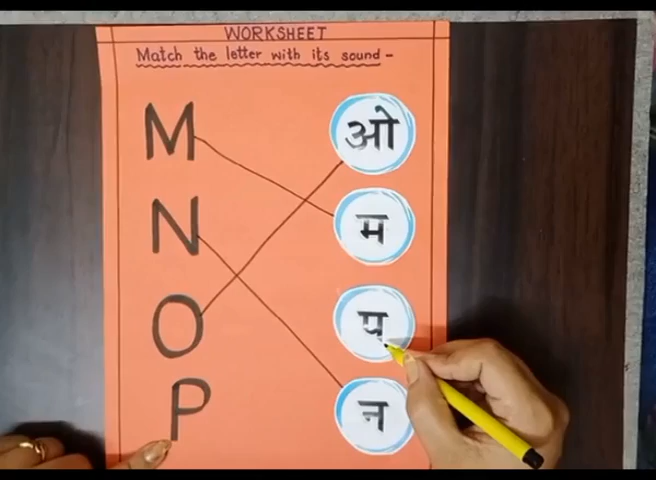 WORKSHEET
Match the letter with its sound -
M ओ
N म
O प
P न